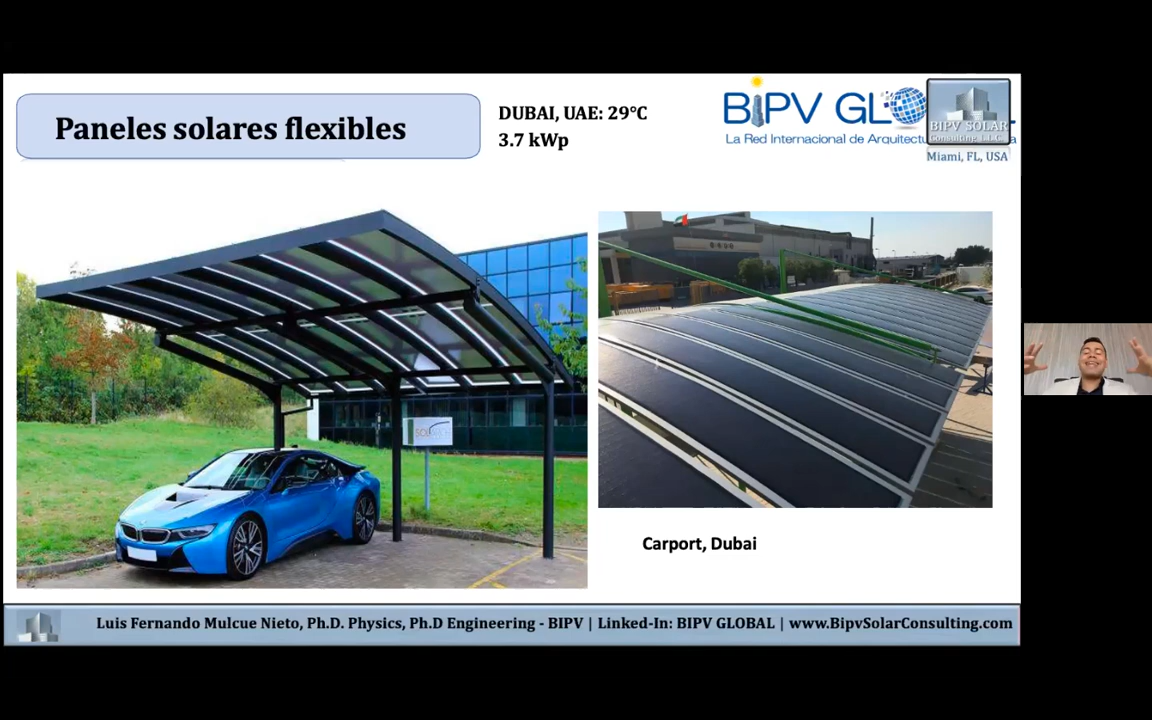 Paneles solares flexibles
DUBAI, UAE: 29°C
3.7 kWp
BIPV GLO
La Red Internacional de Arquitectu
BIPV SOLAR
Consulting L.L.C.
Miami, FL, USA
Carport, Dubai
Luis Fernando Mulcue Nieto, Ph.D. Physics, Ph.D Engineering - BIPV | Linked-In: BIPV GLOBAL | www.BipvSolarConsulting.com